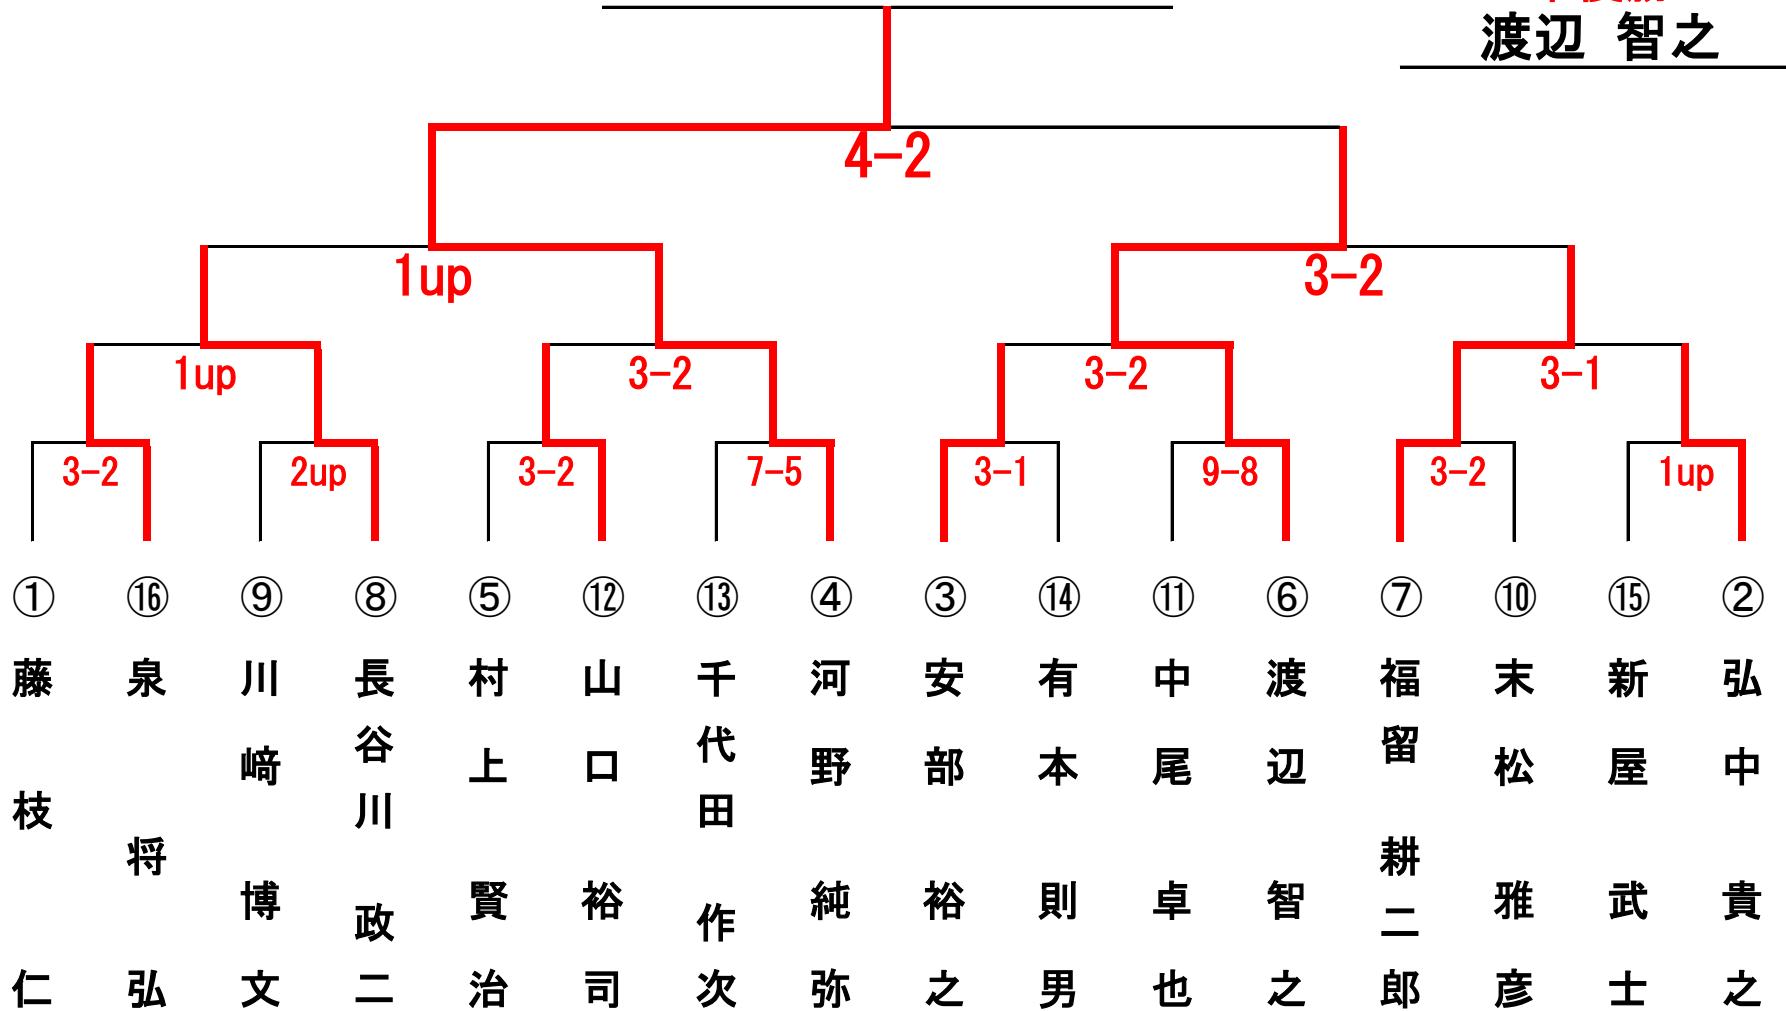 渡辺 智之
4-2
1up
3-2
1up
3-2
3-2
3-1
3-2
2up
3-2
7-5
3-1
9-8
3-2
1up
① ⑯ ⑨ ⑧ ⑤ ⑫ ⑬ ④ ③ ⑭ ⑪ ⑥ ⑦ ⑩ ⑮ ②
藤枝 仁
泉 将弘
川﨑 博文
長谷川 政二
村上 賢治
山口 裕司
千代田 作次
河野 純弥
安部 裕之
有本 則男
中尾 卓也
渡辺 智之
福留 耕二郎
末松 雅彦
新屋 武士
弘中 貴之